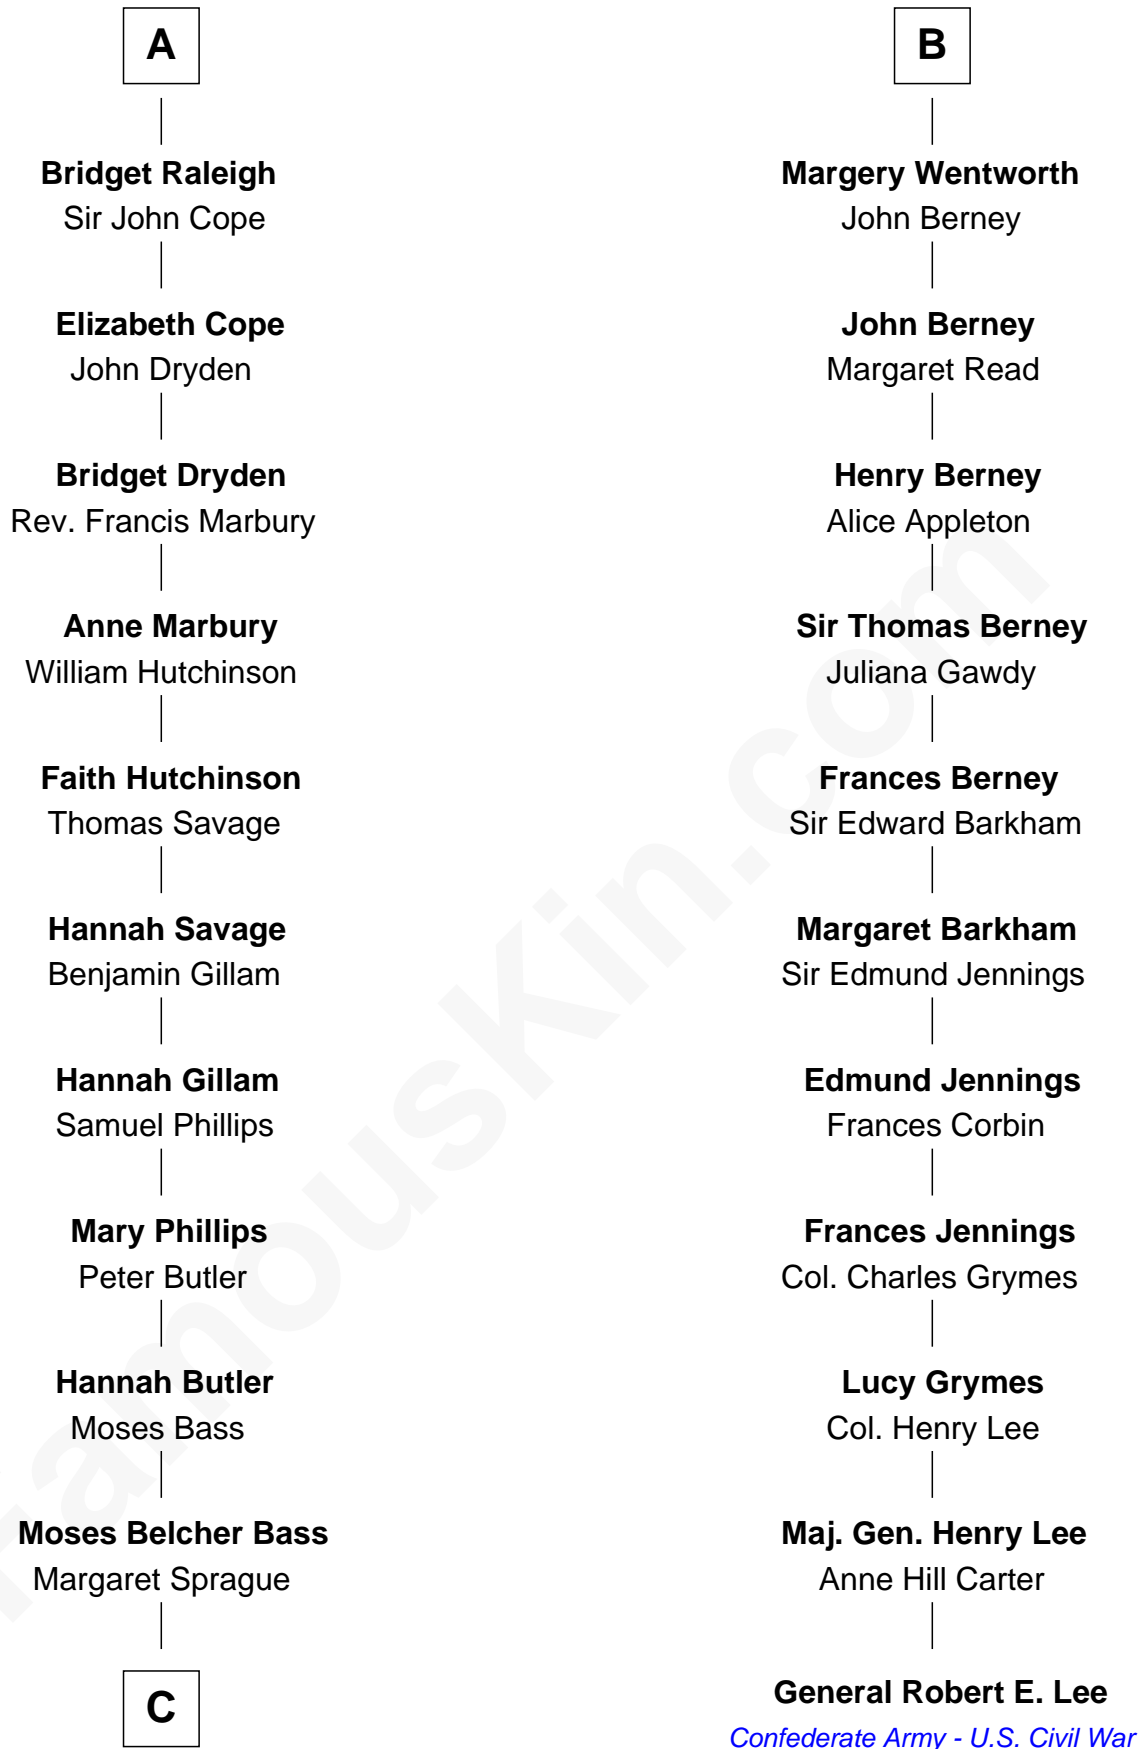 A
Bridget Raleigh
Sir John Cope
Elizabeth Cope
John Dryden
Bridget Dryden
Rev. Francis Marbury
Anne Marbury
William Hutchinson
Faith Hutchinson
Thomas Savage
Hannah Savage
Benjamin Gillam
Hannah Gillam
Samuel Phillips
Mary Phillips
Peter Butler
Hannah Butler
Moses Bass
Moses Belcher Bass
Margaret Sprague
C
B
Margery Wentworth
John Berney
John Berney
Margaret Read
Henry Berney
Alice Appleton
Sir Thomas Berney
Juliana Gawdy
Frances Berney
Sir Edward Barkham
Margaret Barkham
Sir Edmund Jennings
Edmund Jennings
Frances Corbin
Frances Jennings
Col. Charles Grymes
Lucy Grymes
Col. Henry Lee
Maj. Gen. Henry Lee
Anne Hill Carter
General Robert E. Lee
Confederate Army - U.S. Civil War
FamousKin.com